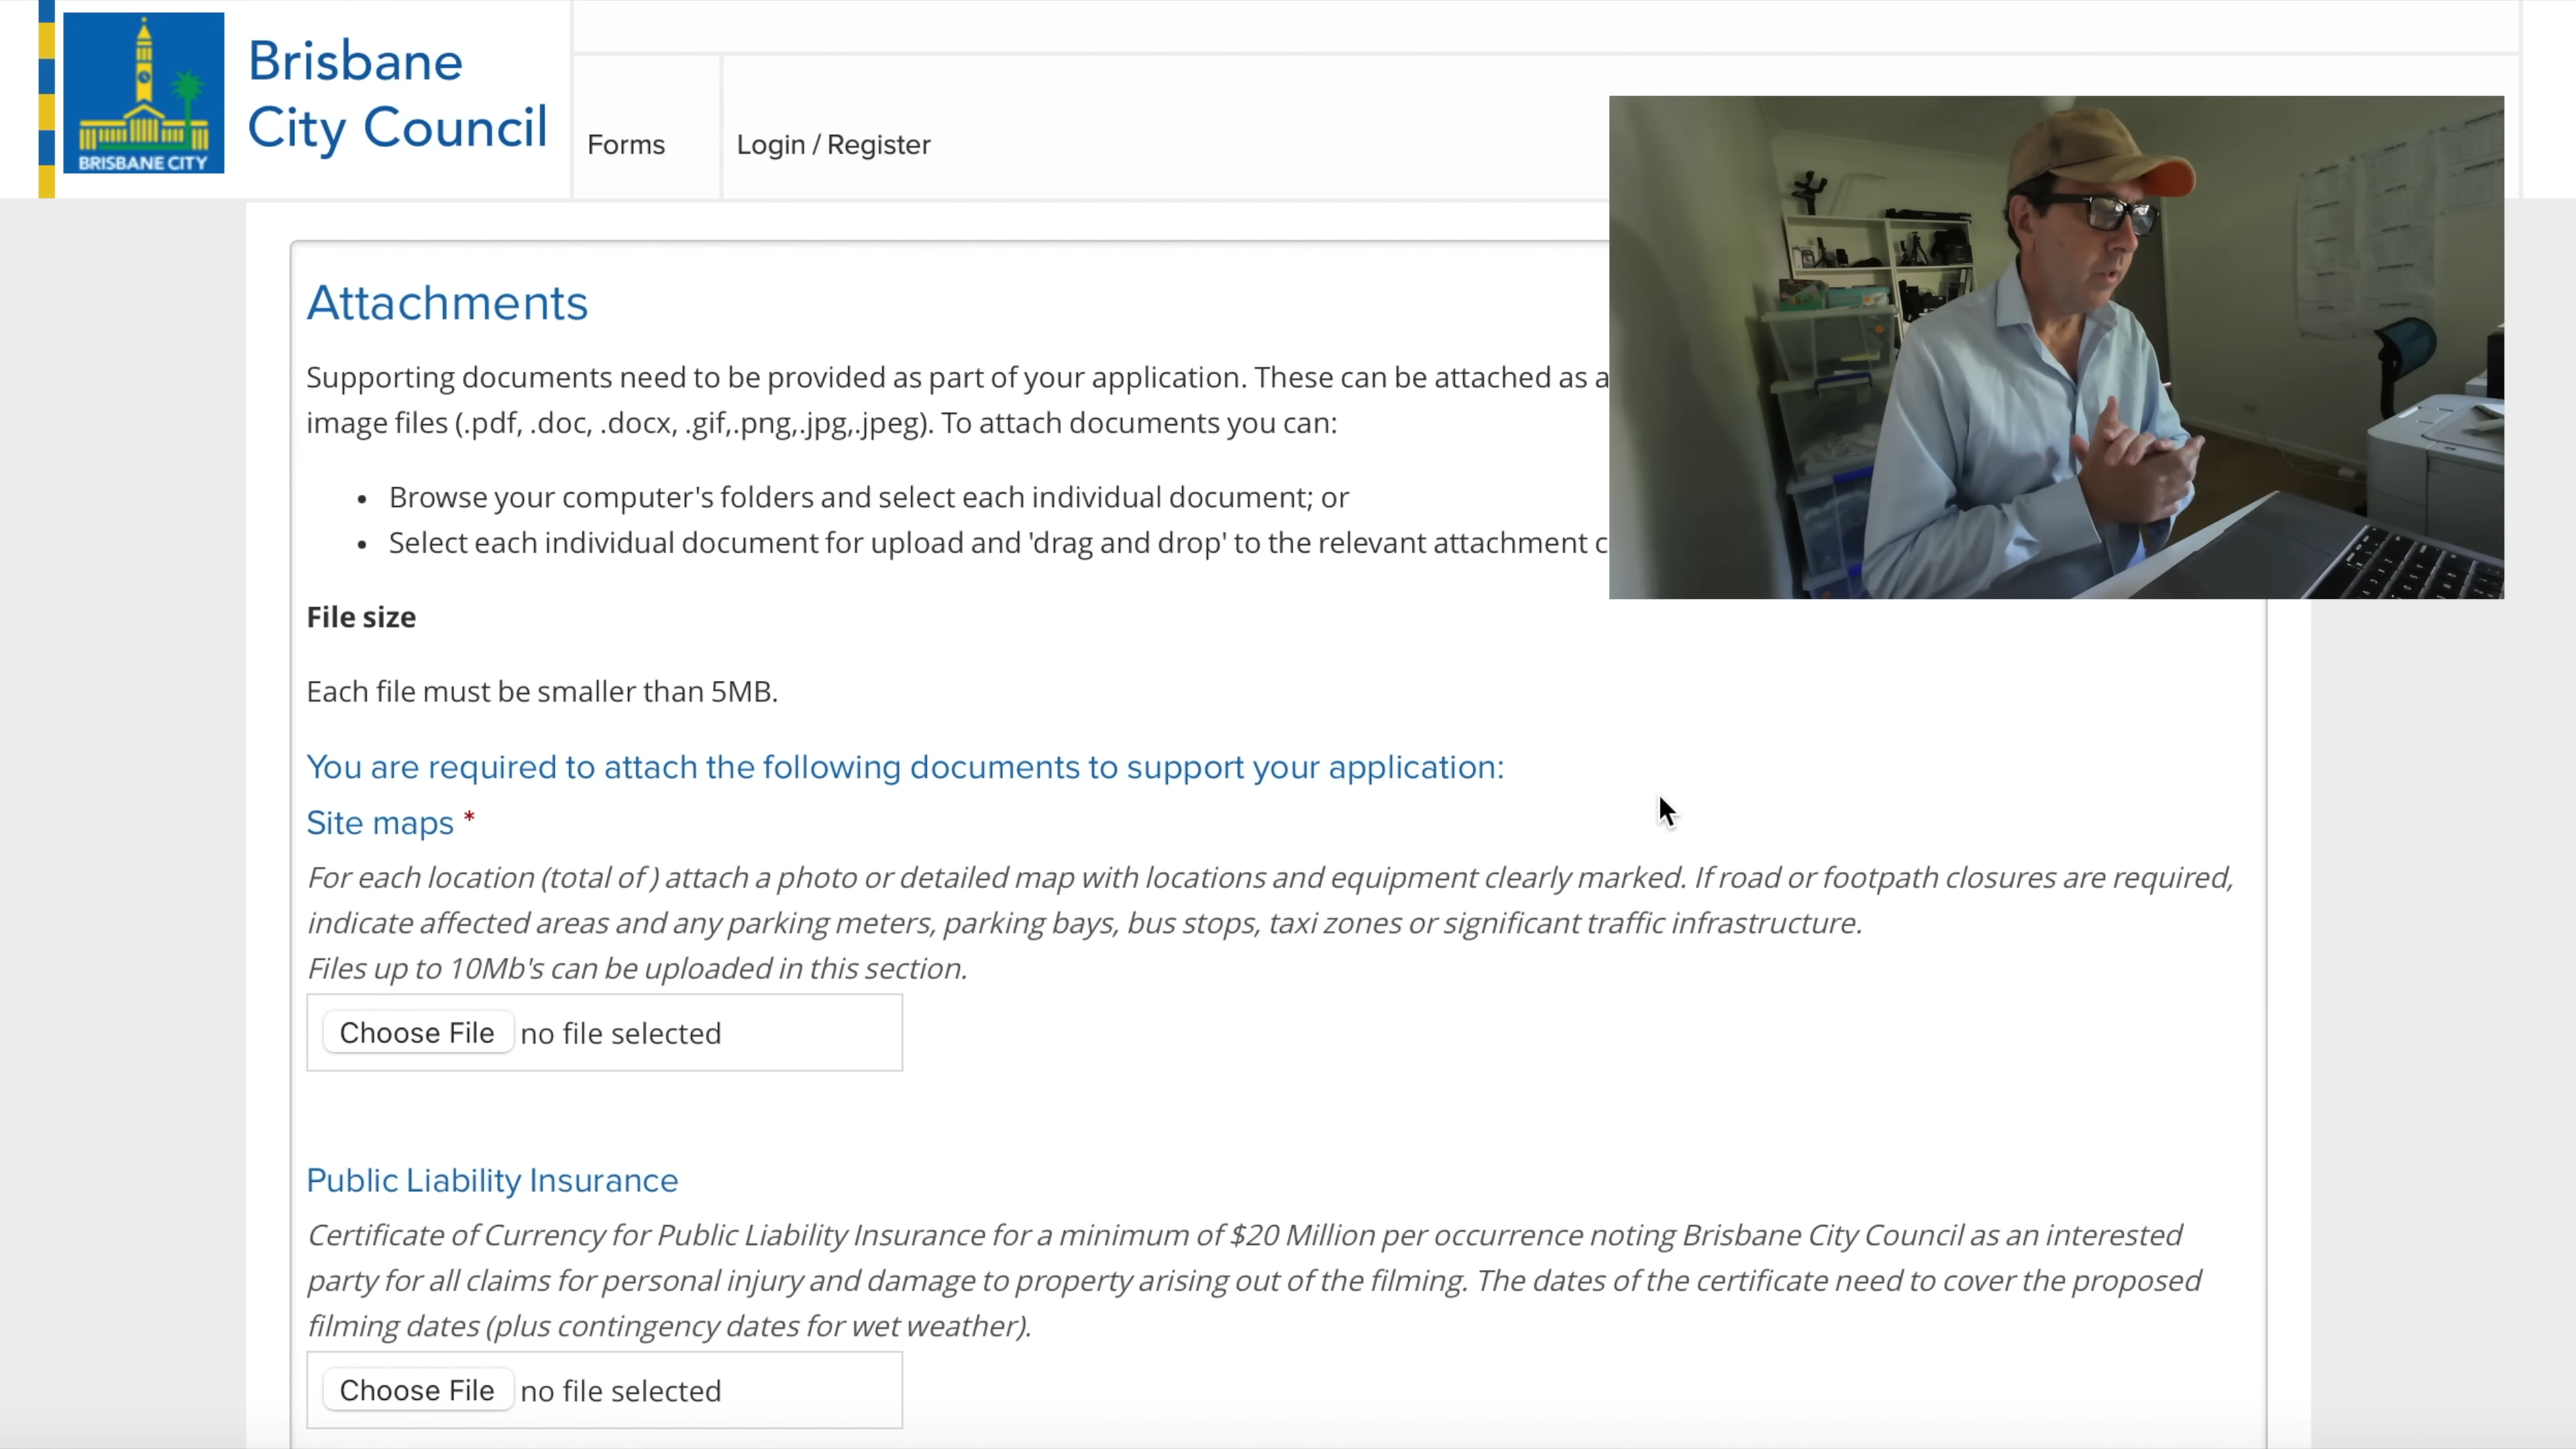 BRISBANE CITY
Brisbane
City Council
Forms
Login / Register
Attachments
Supporting documents need to be provided as part of your application. These can be attached as a
image files (.pdf, .doc, .docx, .gif,.png,.jpg,.jpeg). To attach documents you can:
• Browse your computer's folders and select each individual document; or
• Select each individual document for upload and 'drag and drop' to the relevant attachment c
File size
Each file must be smaller than 5MB.
You are required to attach the following documents to support your application:
Site maps *
For each location (total of ) attach a photo or detailed map with locations and equipment clearly marked. If road or footpath closures are required,
indicate affected areas and any parking meters, parking bays, bus stops, taxi zones or significant traffic infrastructure.
Files up to 10Mb's can be uploaded in this section.
Choose File no file selected
Public Liability Insurance
Certificate of Currency for Public Liability Insurance for a minimum of $20 Million per occurrence noting Brisbane City Council as an interested
party for all claims for personal injury and damage to property arising out of the filming. The dates of the certificate need to cover the proposed
filming dates (plus contingency dates for wet weather).
Choose File no file selected